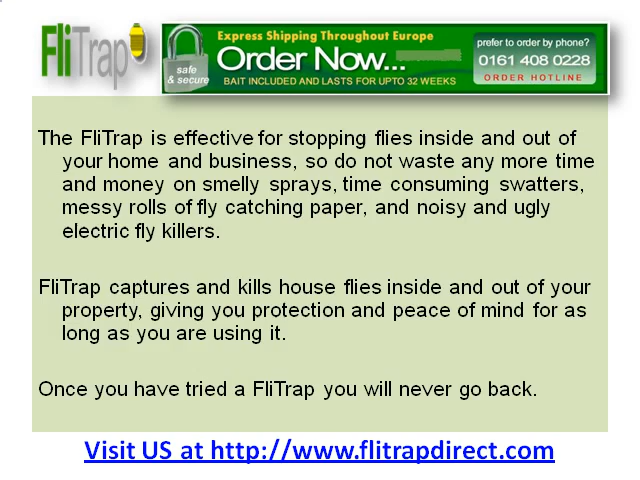 FliTrap
safe
& secure
Express Shipping Throughout Europe
Order Now...
BAIT INCLUDED AND LASTS FOR UPTO 32 WEEKS
prefer to order by phone?
0161 408 0228
ORDER HOTLINE
The FliTrap is effective for stopping flies inside and out of
your home and business, so do not waste any more time
and money on smelly sprays, time consuming swatters,
messy rolls of fly catching paper, and noisy and ugly
electric fly killers.
FliTrap captures and kills house flies inside and out of your
property, giving you protection and peace of mind for as
long as you are using it.
Once you have tried a FliTrap you will never go back.
Visit US at http://www.flitrapdirect.com